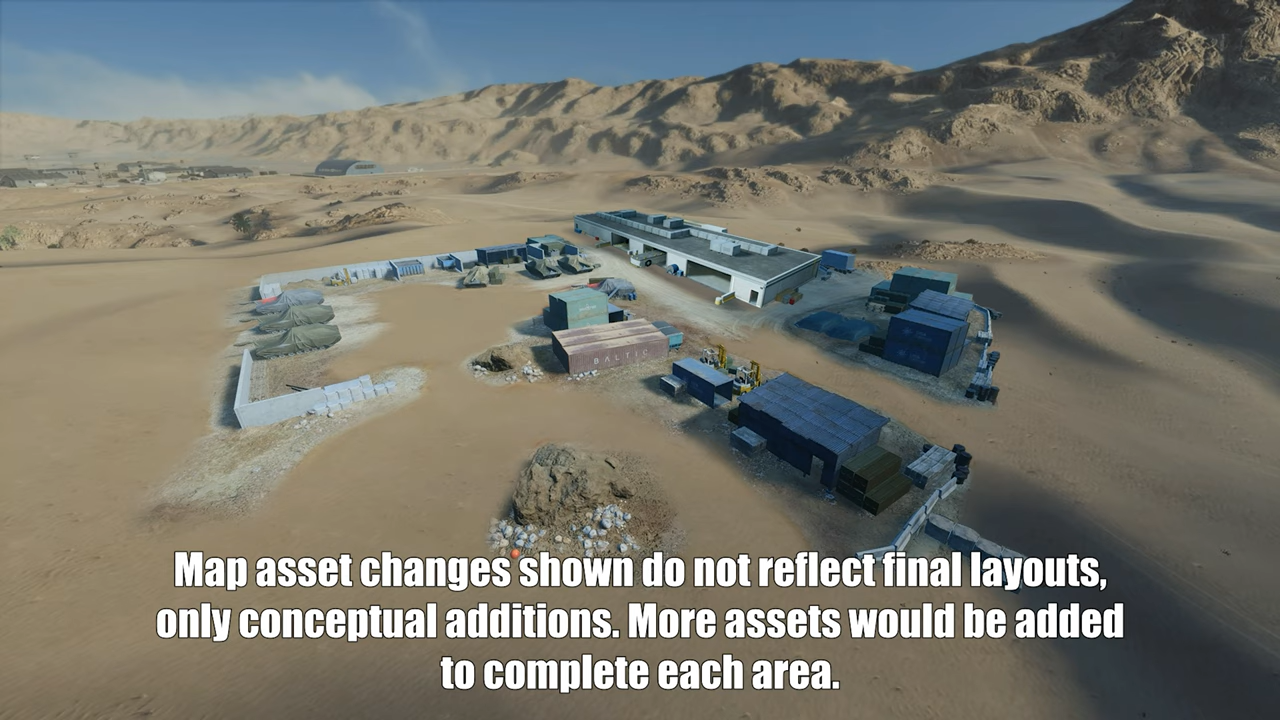 BALTIC
Map asset changes shown do not reflect final layouts,
only conceptual additions. More assets would be added
to complete each area.